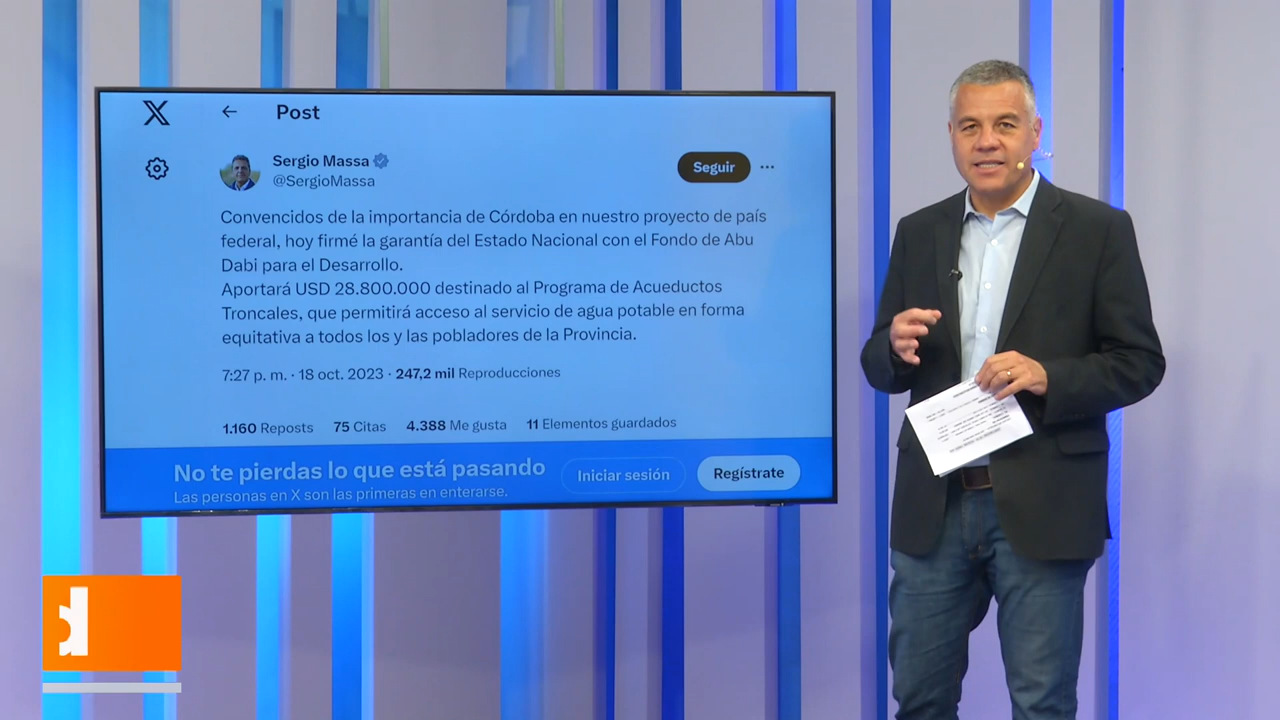 X
Post
Sergio Massa
@SergioMassa
Seguir
Convencidos de la importancia de Córdoba en nuestro proyecto de país
federal, hoy firmé la garantía del Estado Nacional con el Fondo de Abu
Dabi para el Desarrollo.
Aportará USD 28.800.000 destinado al Programa de Acueductos
Troncales, que permitirá acceso al servicio de agua potable en forma
equitativa a todos los y las pobladores de la Provincia.
7:27 p. m. · 18 oct. 2023 · 247,2 mil Reproducciones
1.160 Reposts 75 Citas 4.388 Me gusta 11 Elementos guardados
No te pierdas lo que está pasando
Las personas en X son las primeras en enterarse.
Iniciar sesión
Regístrate